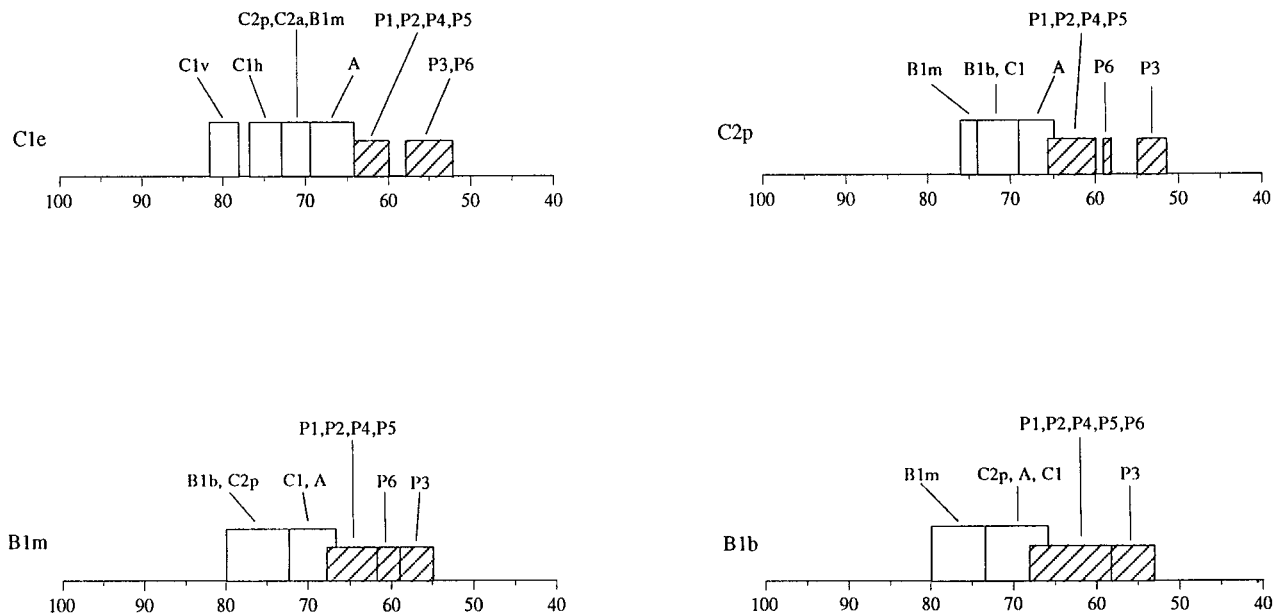 C2p,C2a,B1m P1,P2,P4,P5
C1v C1h A P3,P6
C1e
100 90 80 70 60 50 40
P1,P2,P4,P5
B1m B1b, C1 A P6 P3
C2p
100 90 80 70 60 50 40
P1,P2,P4,P5
B1b, C2p C1, A P6 P3
B1m
100 90 80 70 60 50 40
P1,P2,P4,P5,P6
B1m C2p, A, C1 P3
B1b
100 90 80 70 60 50 40